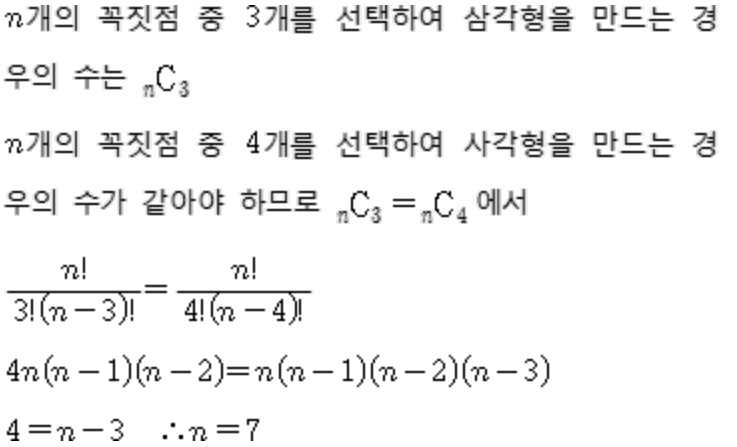 n개의 꼭짓점 중 3개를 선택하여 삼각형을 만드는 경
우의 수는 ₙC₃
n개의 꼭짓점 중 4개를 선택하여 사각형을 만드는 경
우의 수가 같아야 하므로 ₙC₃ = ₙC₄ 에서
n!/3!(n-3)! = n!/4!(n-4)!
4n(n-1)(n-2)=n(n-1)(n-2)(n-3)
4=n-3 ∴n=7